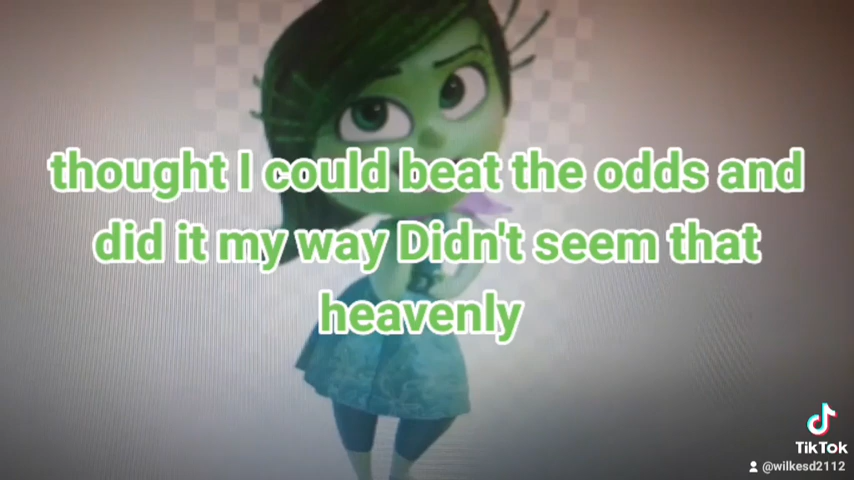 thought I could beat the odds and
did it my way Didn't seem that
heavenly
TikTok
@wilkesd2112